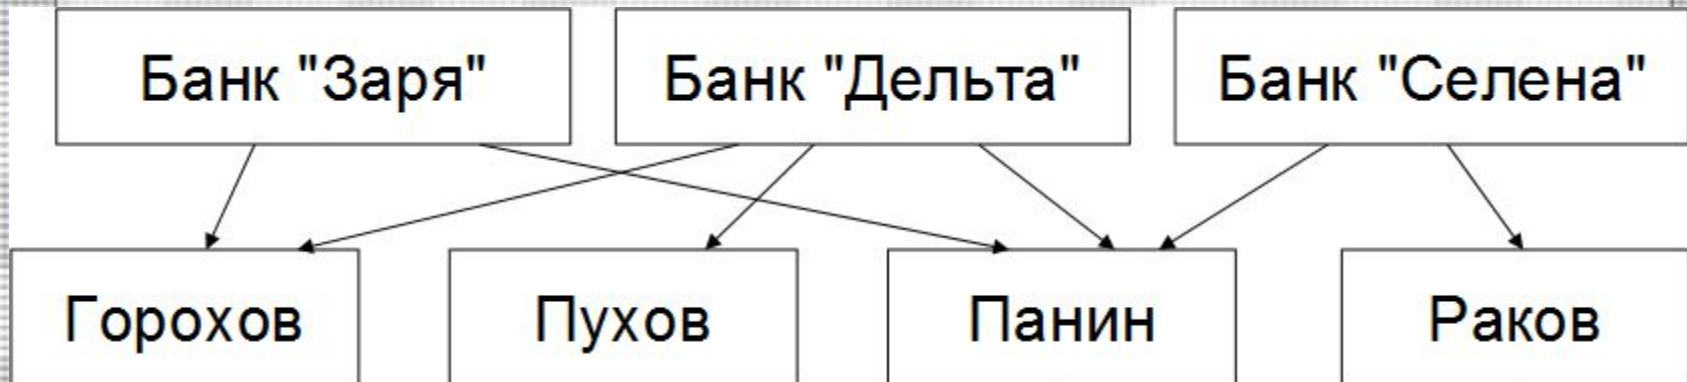 Банк "Заря"
Банк "Дельта"
Банк "Селена"
Горохов
Пухов
Панин
Раков